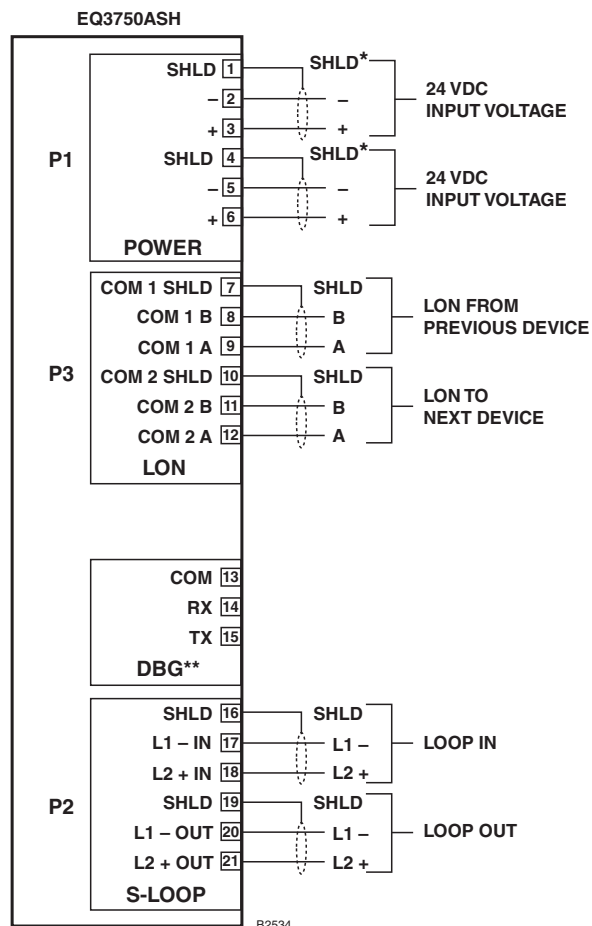 EQ3750ASH
P1
SHLD 1 SHLD*
– 2 –
+ 3 +
24 VDC
INPUT VOLTAGE
SHLD 4 SHLD*
– 5 –
+ 6 +
24 VDC
INPUT VOLTAGE
POWER
P3
COM 1 SHLD 7 SHLD
COM 1 B 8 B
COM 1 A 9 A
LON FROM
PREVIOUS DEVICE
COM 2 SHLD 10 SHLD
COM 2 B 11 B
COM 2 A 12 A
LON TO
NEXT DEVICE
LON
COM 13
RX 14
TX 15
DBG**
P2
SHLD 16 SHLD
L1 – IN 17 L1 –
L2 + IN 18 L2 +
LOOP IN
SHLD 19 SHLD
L1 – OUT 20 L1 –
L2 + OUT 21 L2 +
LOOP OUT
S-LOOP
B2534